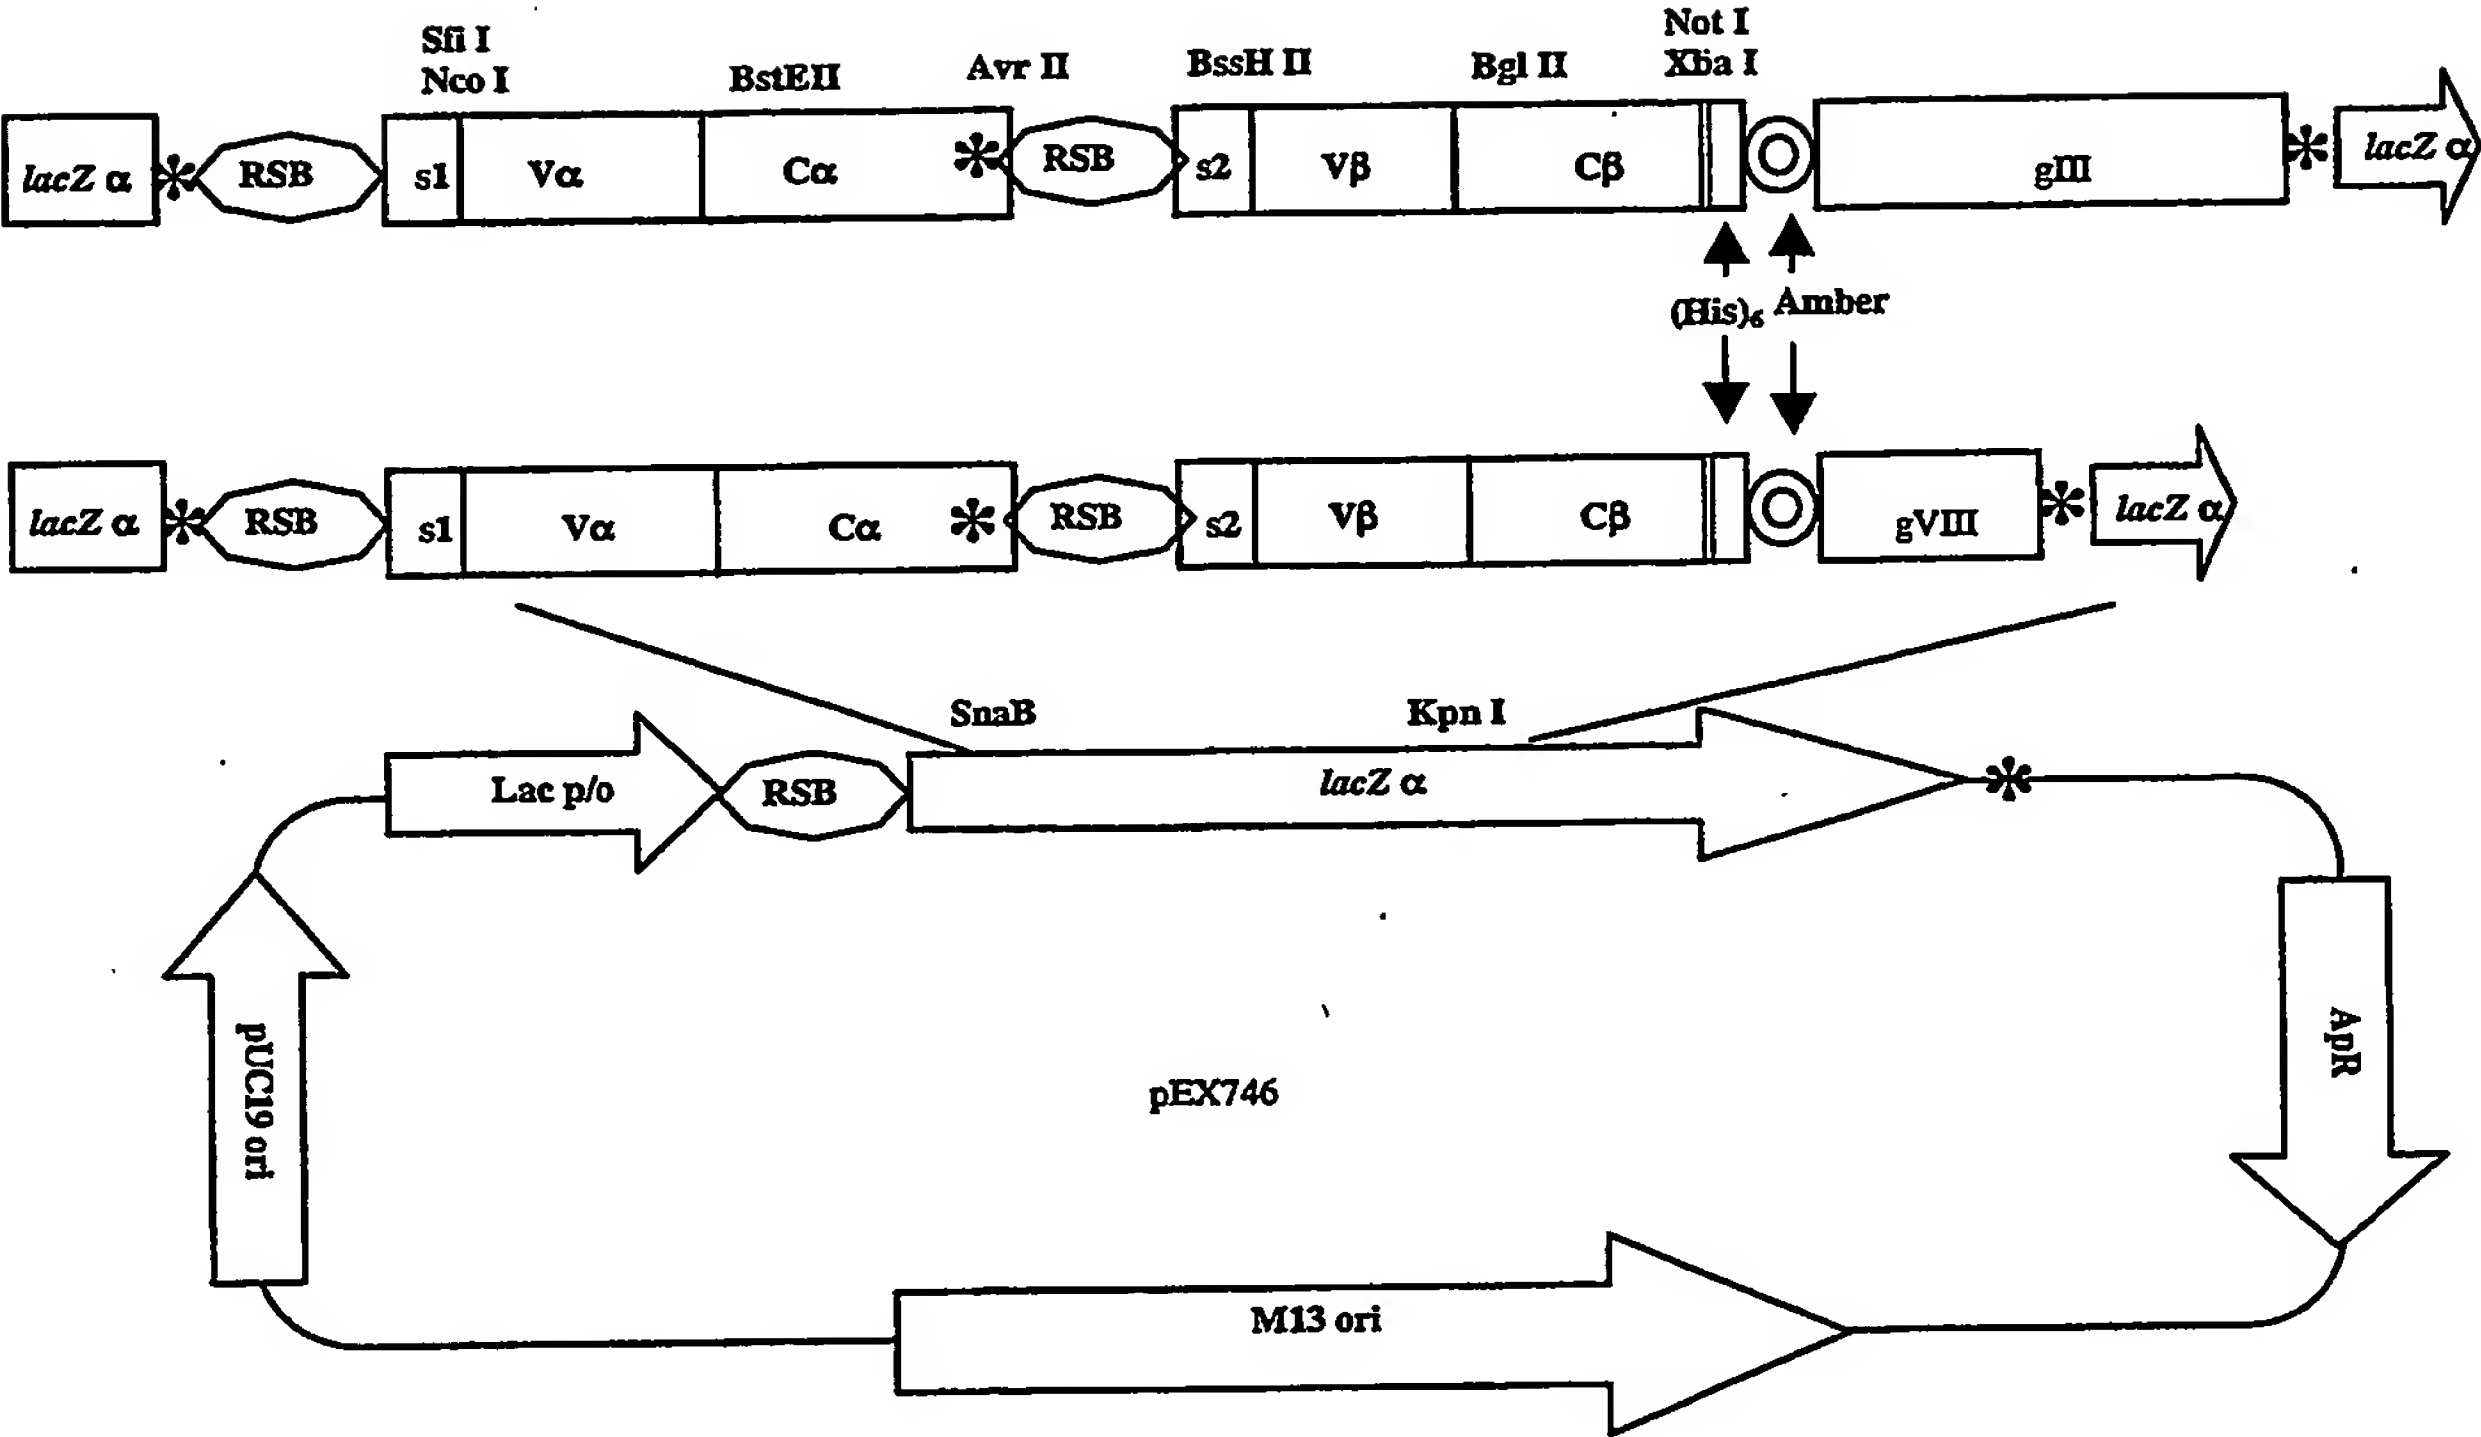 Sfi I
Nco I
BstEII
Avr II
BssH II
Bgl II
Not I
Xba I
lacZ α
*
RSB
s1
Vα
Cα
*
RSB
s2
Vβ
Cβ
gIII
*
lacZ α
(His)₆
Amber
lacZ α
*
RSB
s1
Vα
Cα
*
RSB
s2
Vβ
Cβ
gVIII
*
lacZ α
SnaB
Kpn I
Lac p/o
RSB
lacZ α
*
pUC19 ori
ApR
pEX746
M13 ori